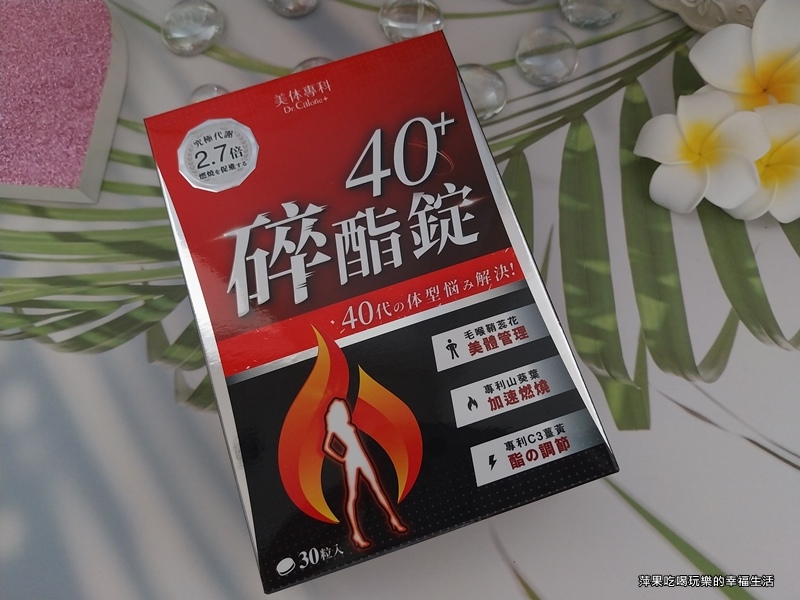 美体專科
Dr.Calorie+
究極代謝
2.7倍
燃焼を促進する
40+
碎酯錠
40代の体型悩み解決!
毛喉鞘蕊花
美體管理
專利山葵葉
加速燃燒
專利C3薑黃
酯の調節
30粒入
萍果吃喝玩樂的幸福生活